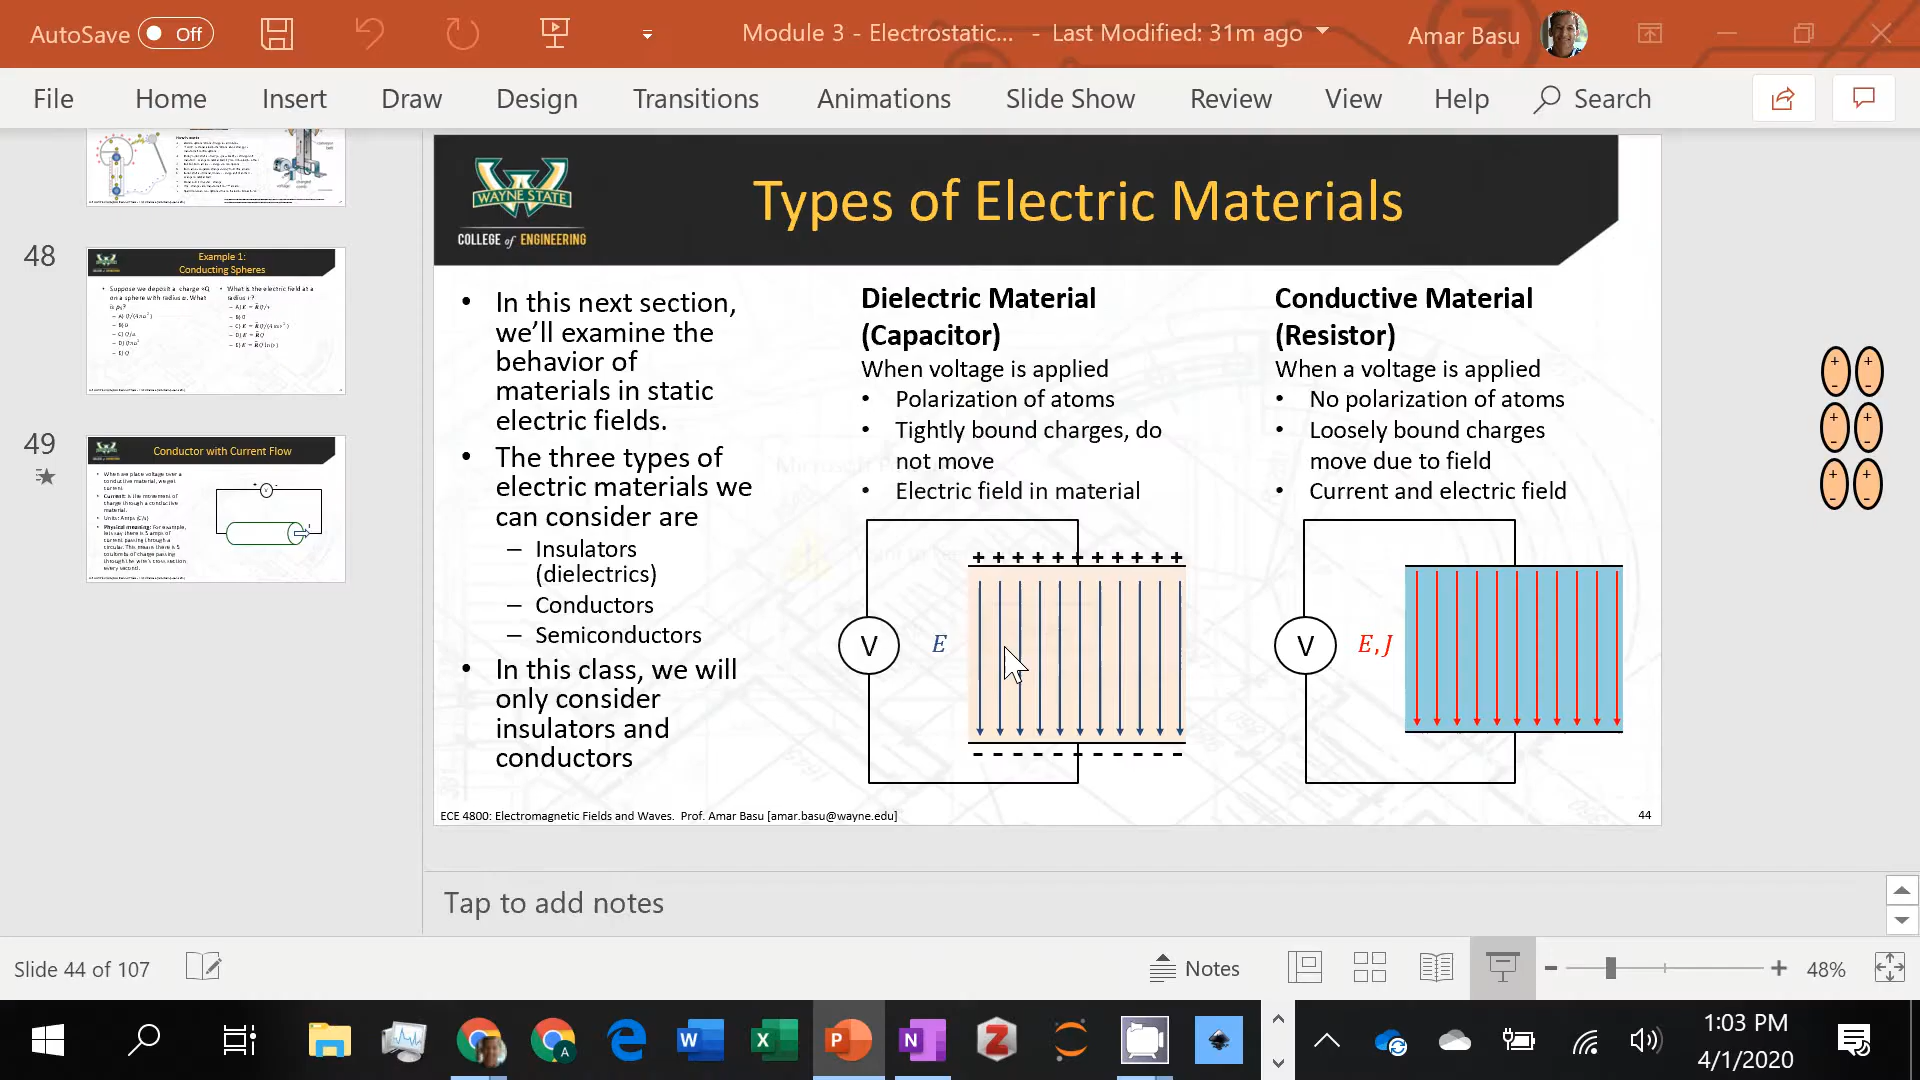 AutoSave Off
Module 3 - Electrostatic... - Last Modified: 31m ago
Amar Basu
File Home Insert Draw Design Transitions Animations Slide Show Review View Help Search
48
Example 1:
Conducting Spheres
49
Conductor with Current Flow
WAYNE STATE
COLLEGE of ENGINEERING
Types of Electric Materials
• In this next section,
we’ll examine the
behavior of
materials in static
electric fields.
• The three types of
electric materials we
can consider are
– Insulators
(dielectrics)
– Conductors
– Semiconductors
• In this class, we will
only consider
insulators and
conductors
Dielectric Material
(Capacitor)
When voltage is applied
• Polarization of atoms
• Tightly bound charges, do
not move
• Electric field in material
+ + + + + + + + + + +
V
E
- - - - - - - - - - -
Conductive Material
(Resistor)
When a voltage is applied
• No polarization of atoms
• Loosely bound charges
move due to field
• Current and electric field
V
E, J
+ +
- -
+ +
- -
+ +
- -
ECE 4800: Electromagnetic Fields and Waves. Prof. Amar Basu [amar.basu@wayne.edu]
44
Tap to add notes
Slide 44 of 107
Notes
48%
1:03 PM
4/1/2020